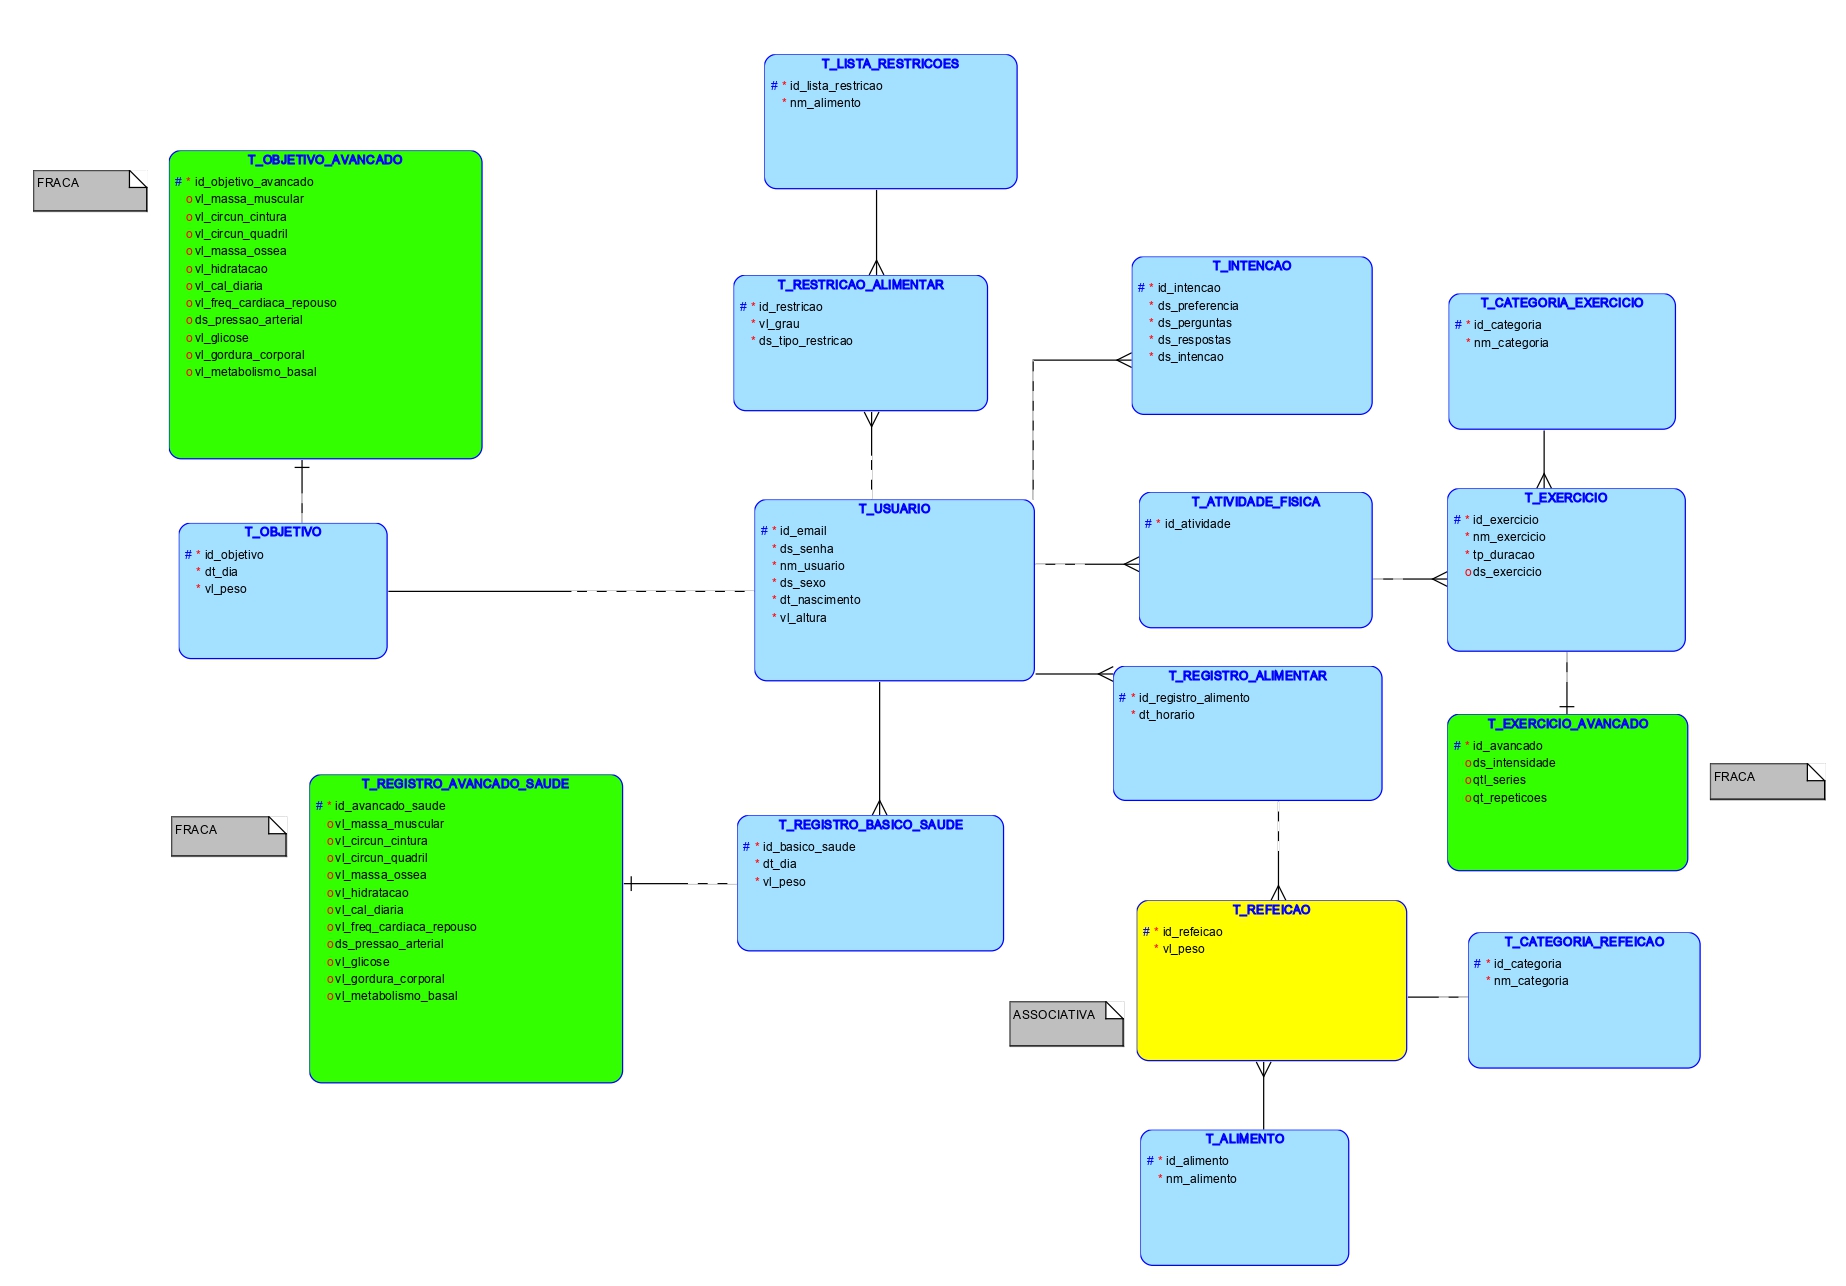 T_LISTA_RESTRICOES
# * id_lista_restricao
* nm_alimento
FRACA
T_OBJETIVO_AVANCADO
# * id_objetivo_avancado
o vl_massa_muscular
o vl_circun_cintura
o vl_circun_quadril
o vl_massa_ossea
o vl_hidratacao
o vl_cal_diaria
o vl_freq_cardiaca_repouso
o ds_pressao_arterial
o vl_glicose
o vl_gordura_corporal
o vl_metabolismo_basal
T_RESTRICAO_ALIMENTAR
# * id_restricao
* vl_grau
* ds_tipo_restricao
T_INTENCAO
# * id_intencao
* ds_preferencia
* ds_perguntas
* ds_respostas
* ds_intencao
T_CATEGORIA_EXERCICIO
# * id_categoria
* nm_categoria
T_OBJETIVO
# * id_objetivo
* dt_dia
* vl_peso
T_USUARIO
# * id_email
* ds_senha
* nm_usuario
* ds_sexo
* dt_nascimento
* vl_altura
T_ATIVIDADE_FISICA
# * id_atividade
T_EXERCICIO
# * id_exercicio
* nm_exercicio
* tp_duracao
o ds_exercicio
T_REGISTRO_ALIMENTAR
# * id_registro_alimento
* dt_horario
T_EXERCICIO_AVANCADO
# * id_avancado
o ds_intensidade
o qtl_series
o qt_repeticoes
FRACA
FRACA
T_REGISTRO_AVANCADO_SAUDE
# * id_avancado_saude
o vl_massa_muscular
o vl_circun_cintura
o vl_circun_quadril
o vl_massa_ossea
o vl_hidratacao
o vl_cal_diaria
o vl_freq_cardiaca_repouso
o ds_pressao_arterial
o vl_glicose
o vl_gordura_corporal
o vl_metabolismo_basal
T_REGISTRO_BASICO_SAUDE
# * id_basico_saude
* dt_dia
* vl_peso
ASSOCIATIVA
T_REFEICAO
# * id_refeicao
* vl_peso
T_CATEGORIA_REFEICAO
# * id_categoria
* nm_categoria
T_ALIMENTO
# * id_alimento
* nm_alimento